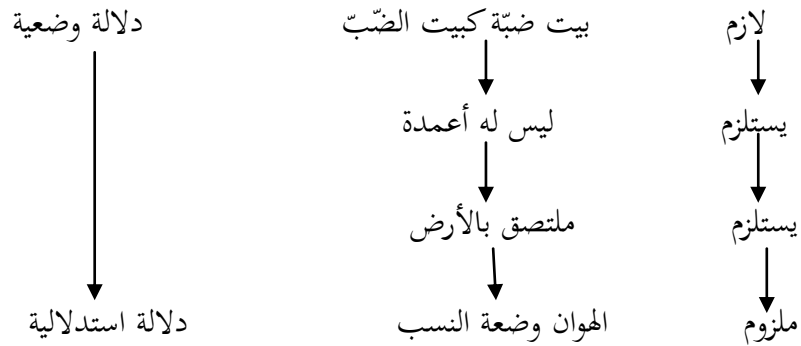 لازم بيت ضبّة كبيت الضّبّ دلالة وضعية
يستلزم ليس له أعمدة
يستلزم ملتصق بالأرض
ملزوم الهوان وضعة النسب دلالة استدلالية